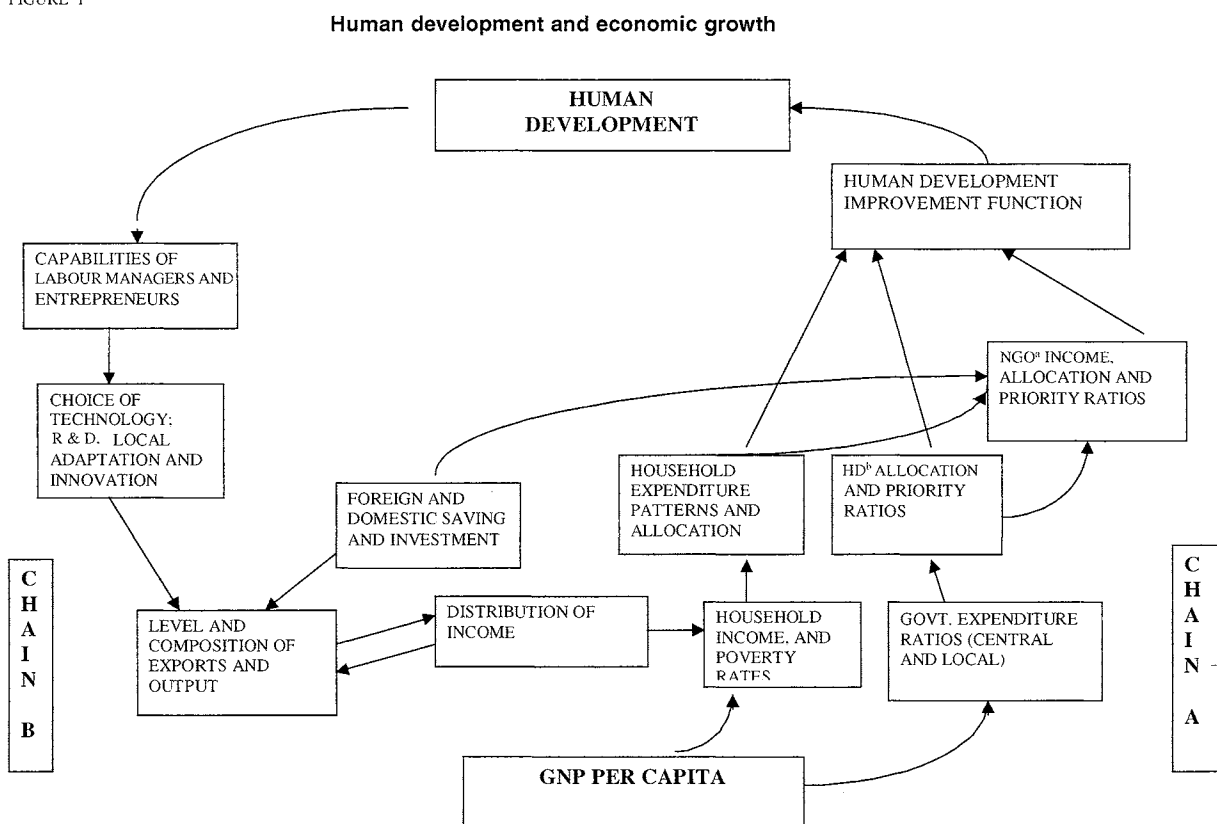 FIGURE 1
Human development and economic growth
HUMAN
DEVELOPMENT
HUMAN DEVELOPMENT
IMPROVEMENT FUNCTION
CAPABILITIES OF
LABOUR MANAGERS AND
ENTREPRENEURS
NGOᵃ INCOME,
ALLOCATION AND
PRIORITY RATIOS
CHOICE OF
TECHNOLOGY;
R & D. LOCAL
ADAPTATION AND
INNOVATION
HOUSEHOLD
EXPENDITURE
PATTERNS AND
ALLOCATION
HDᵇ ALLOCATION
AND PRIORITY
RATIOS
FOREIGN AND
DOMESTIC SAVING
AND INVESTMENT
CHAIN B
CHAIN A
LEVEL AND
COMPOSITION OF
EXPORTS AND
OUTPUT
DISTRIBUTION OF
INCOME
HOUSEHOLD
INCOME, AND
POVERTY
RATES
GOVT. EXPENDITURE
RATIOS (CENTRAL
AND LOCAL)
GNP PER CAPITA